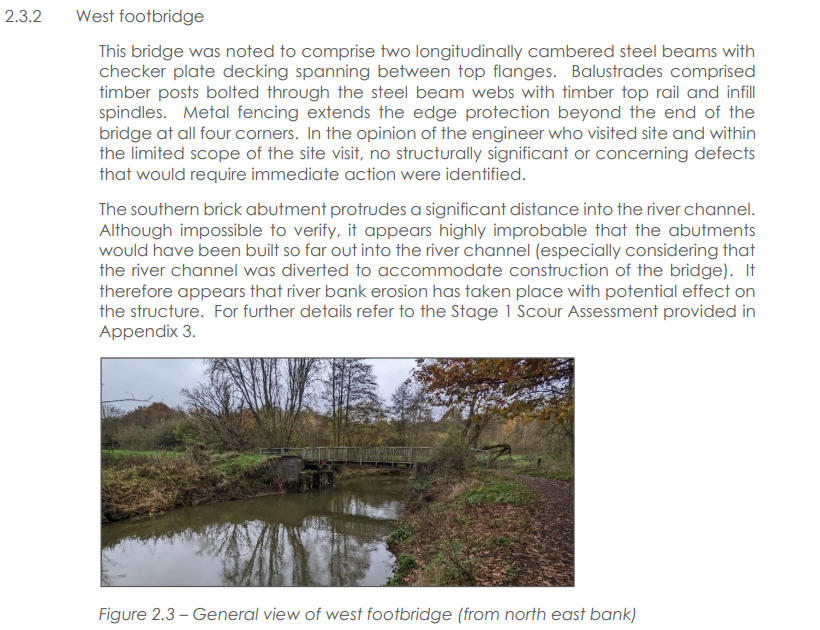 2.3.2 West footbridge
This bridge was noted to comprise two longitudinally cambered steel beams with
checker plate decking spanning between top flanges. Balustrades comprised
timber posts bolted through the steel beam webs with timber top rail and infill
spindles. Metal fencing extends the edge protection beyond the end of the
bridge at all four corners. In the opinion of the engineer who visited site and within
the limited scope of the site visit, no structurally significant or concerning defects
that would require immediate action were identified.
The southern brick abutment protrudes a significant distance into the river channel.
Although impossible to verify, it appears highly improbable that the abutments
would have been built so far out into the river channel (especially considering that
the river channel was diverted to accommodate construction of the bridge). It
therefore appears that river bank erosion has taken place with potential effect on
the structure. For further details refer to the Stage 1 Scour Assessment provided in
Appendix 3.
Figure 2.3 – General view of west footbridge (from north east bank)